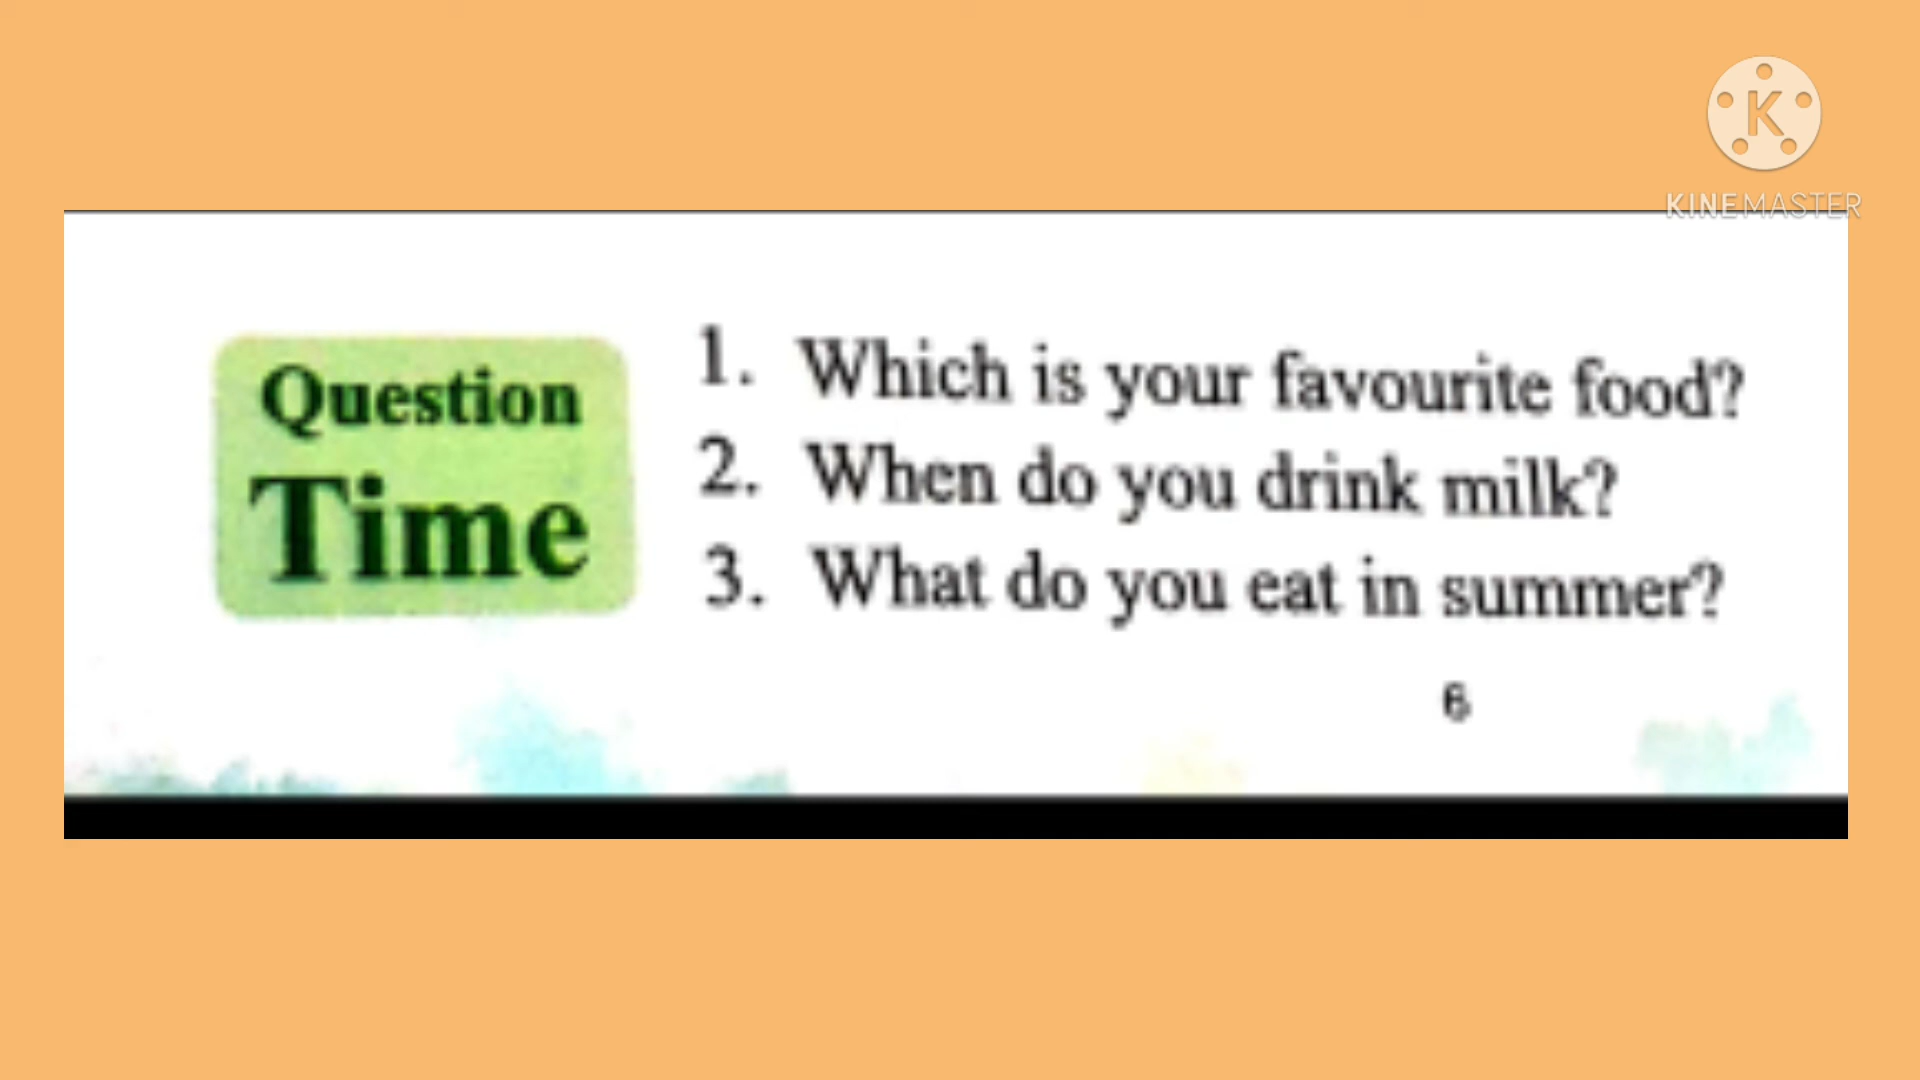 KINEMASTER
Question
Time
1. Which is your favourite food?
2. When do you drink milk?
3. What do you eat in summer?
6